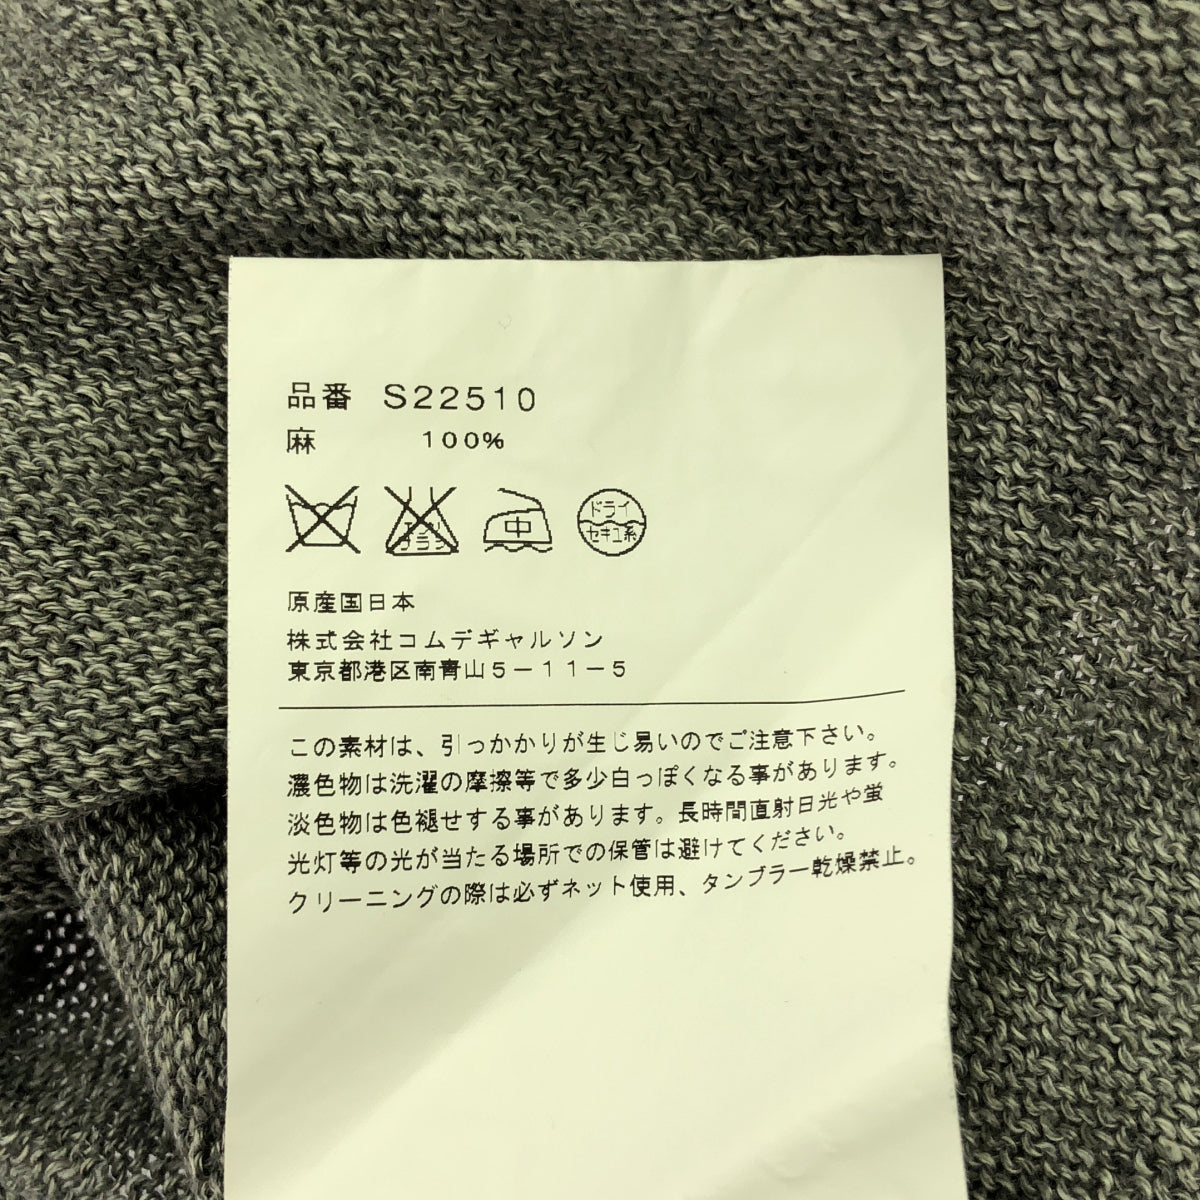 品番 S22510
麻 100%
中 ドライ
セキユ系
原産国日本
株式会社コムデギャルソン
東京都港区南青山5－11－5
この素材は、引っかかりが生じ易いのでご注意下さい。
濃色物は洗濯の摩擦等で多少白っぽくなる事があります。
淡色物は色褪せする事があります。長時間直射日光や蛍
光灯等の光が当たる場所での保管は避けてください。
クリーニングの際は必ずネット使用、タンブラー乾燥禁止。